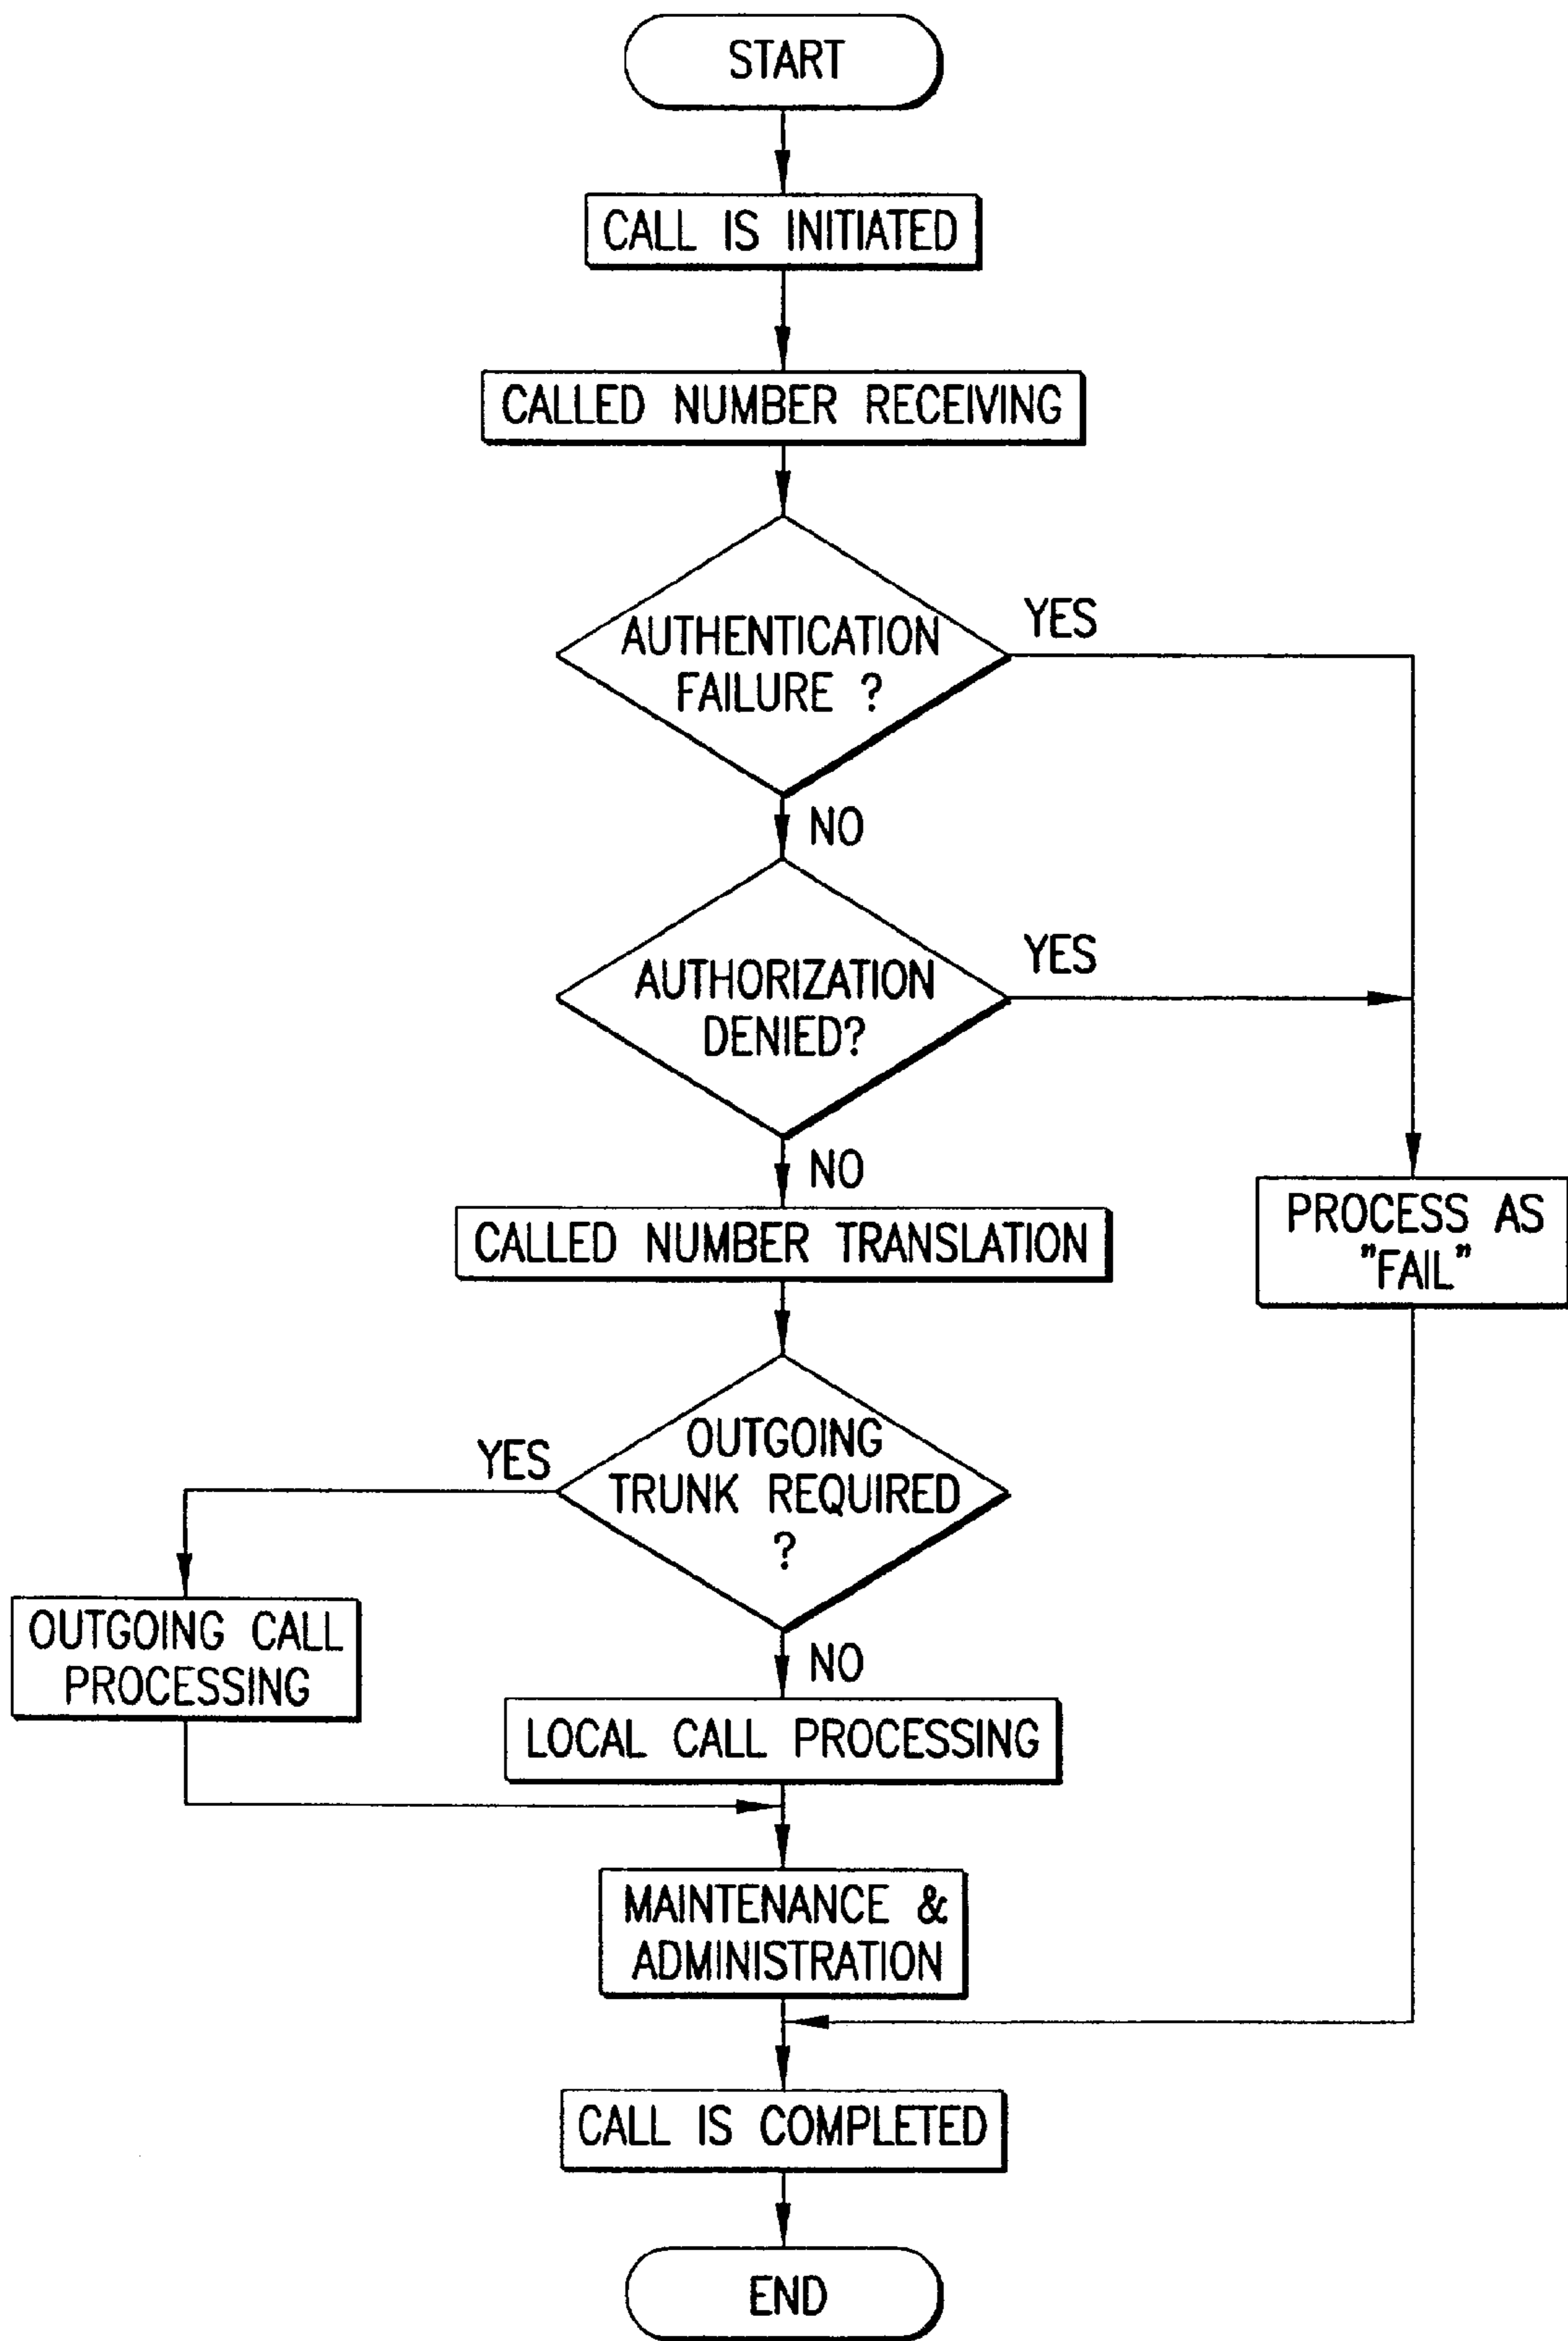 START
CALL IS INITIATED
CALLED NUMBER RECEIVING
AUTHENTICATION
FAILURE ?
YES
NO
AUTHORIZATION
DENIED?
YES
NO
CALLED NUMBER TRANSLATION
PROCESS AS
"FAIL"
OUTGOING
TRUNK REQUIRED
?
YES
NO
OUTGOING CALL
PROCESSING
LOCAL CALL PROCESSING
MAINTENANCE &
ADMINISTRATION
CALL IS COMPLETED
END